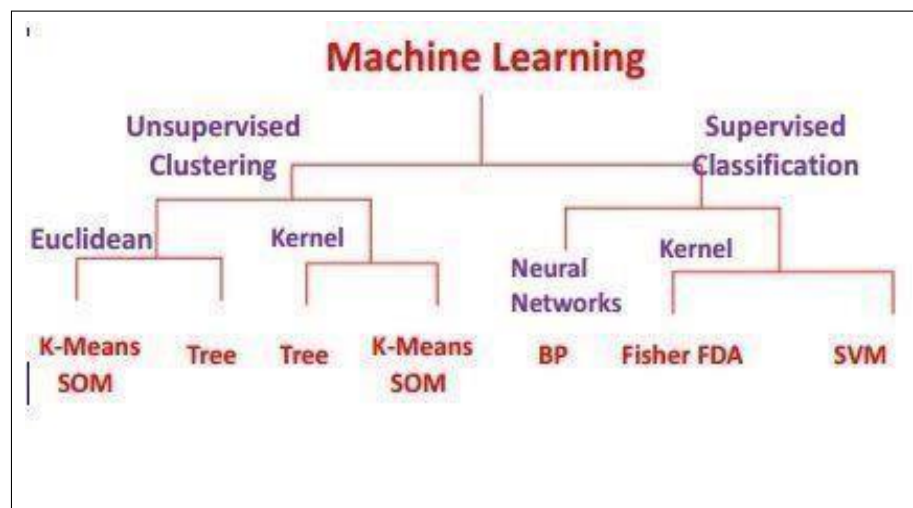 Machine Learning
Unsupervised
Clustering
Supervised
Classification
Euclidean
Kernel
Neural
Networks
Kernel
K-Means
SOM
Tree
Tree
K-Means
SOM
BP
Fisher FDA
SVM